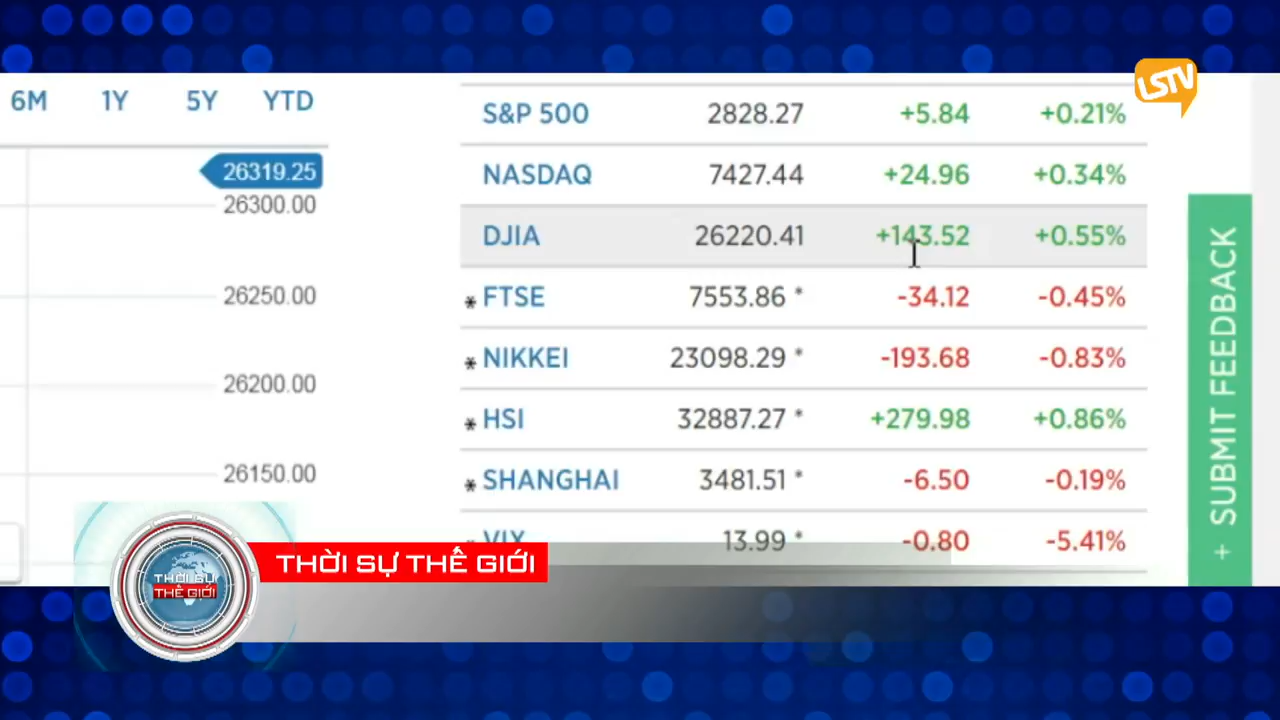 LSTV
6M 1Y 5Y YTD
26319.25
26300.00
26250.00
26200.00
26150.00
S&P 500 2828.27 +5.84 +0.21%
NASDAQ 7427.44 +24.96 +0.34%
DJIA 26220.41 +143.52 +0.55%
* FTSE 7553.86 * -34.12 -0.45%
* NIKKEI 23098.29 * -193.68 -0.83%
* HSI 32887.27 * +279.98 +0.86%
* SHANGHAI 3481.51 * -6.50 -0.19%
* VIX 13.99 * -0.80 -5.41%
+ SUBMIT FEEDBACK
THỜI SỰ THẾ GIỚI
THỜI SỰ
THẾ GIỚI